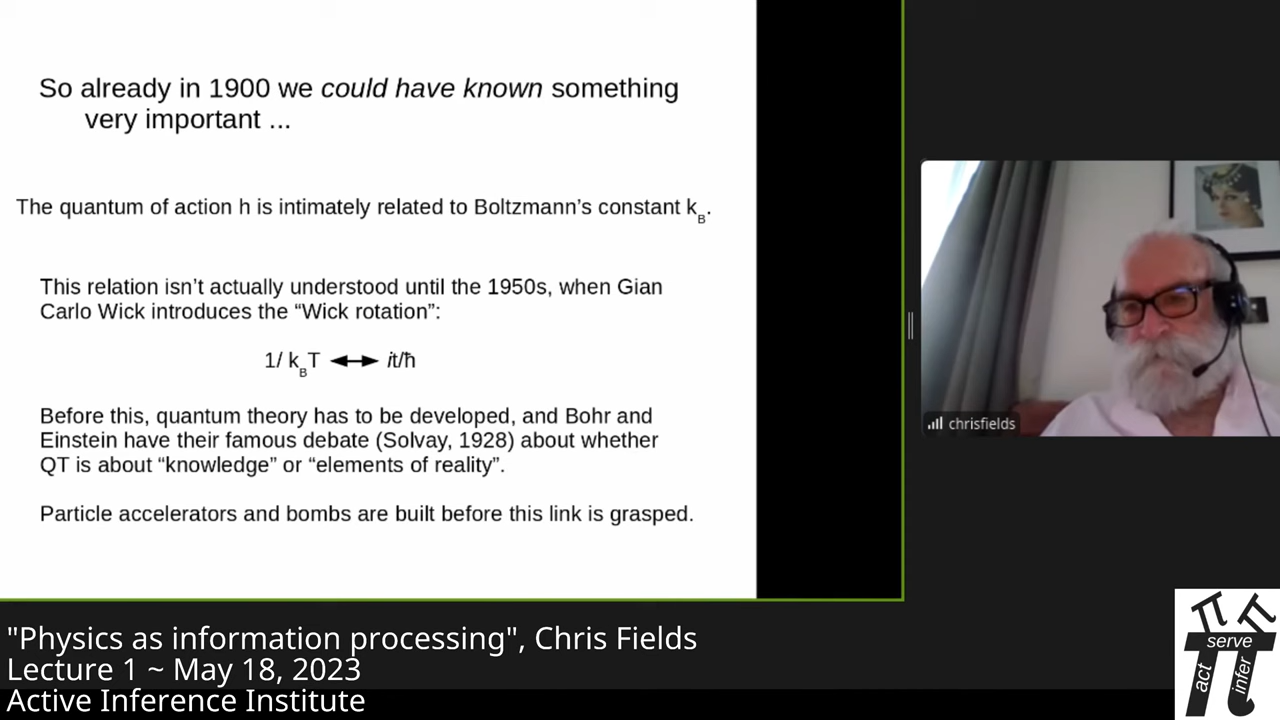 So already in 1900 we could have known something
very important ...
The quantum of action h is intimately related to Boltzmann's constant kB.
This relation isn't actually understood until the 1950s, when Gian
Carlo Wick introduces the “Wick rotation”:
1/ kBT ↔ it/ħ
Before this, quantum theory has to be developed, and Bohr and
Einstein have their famous debate (Solvay, 1928) about whether
QT is about “knowledge” or “elements of reality”.
Particle accelerators and bombs are built before this link is grasped.
chrisfields
"Physics as information processing", Chris Fields
Lecture 1 ~ May 18, 2023
Active Inference Institute
serve
act
infer